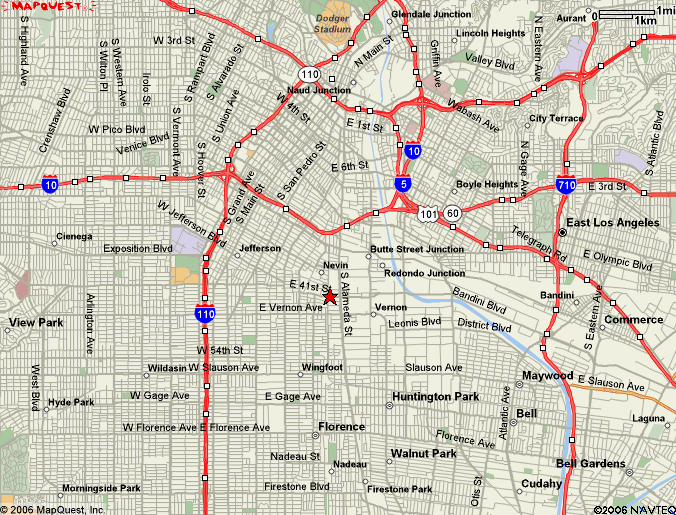 MAPQUEST.
Dodger
Stadium
Glendale Junction
Aurant
0
1mi
1km
S Highland Ave
W 3rd St
S Wilton Pl
S Western Ave
Irolo St
S Rampart Blvd
S Alvarado St
N Main St
Griffin Ave
Lincoln Heights
Valley Blvd
N Eastern Ave
110
Naud Junction
S Union Ave
W 4th St
Wabash Ave
City Terrace
Crenshaw Blvd
W Pico Blvd
Venice Blvd
S Vermont Ave
S Hoover St
E 1st St
S San Pedro St
E 6th St
10
N Gage Ave
S Atlantic Blvd
10
S Grand Ave
S Main St
5
Boyle Heights
710
E 3rd St
W Jefferson Blvd
101
60
East Los Angeles
Cienega
Exposition Blvd
Jefferson
Butte Street Junction
Telegraph Rd
E Olympic Blvd
Nevin
Redondo Junction
E 41st St
S Alameda St
Bandini Blvd
Bandini
Arlington Ave
E Vernon Ave
Vernon
110
View Park
Leonis Blvd
District Blvd
S Eastern Ave
Commerce
W 54th St
Wildasin
W Slauson Ave
Wingfoot
Slauson Ave
Maywood
E Slauson Ave
West Blvd
Hyde Park
W Gage Ave
E Gage Ave
Huntington Park
Atlantic Ave
Bell
Laguna
W Florence Ave
E Florence Ave
Florence
Florence Ave
Nadeau St
Nadeau
Walnut Park
Bell Gardens
Morningside Park
Firestone Blvd
Firestone Park
Otis St
Cudahy
© 2006 MapQuest, Inc.
©2006 NAVTEQ